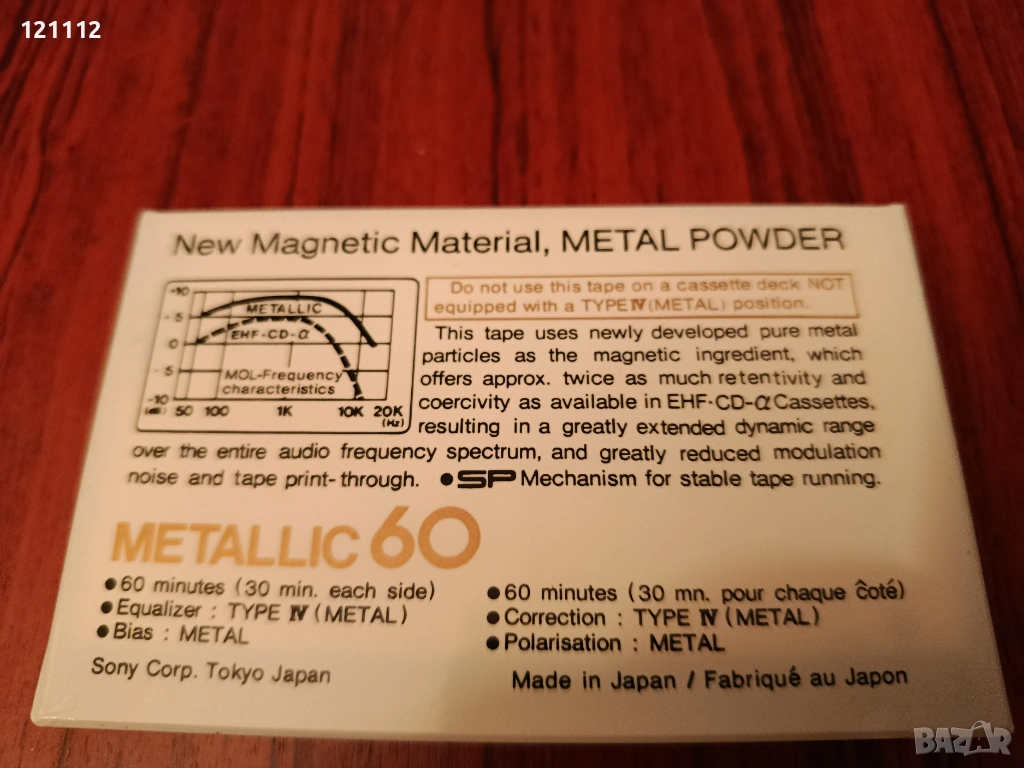 121112
New Magnetic Material, METAL POWDER
+10
+5
0
-5
-10
METALLIC
EHF-CD-α
MOL-Frequency
characteristics
(dB) 50 100 1K 10K 20K
(Hz)
Do not use this tape on a cassette deck NOT
equipped with a TYPE IV (METAL) position.
This tape uses newly developed pure metal
particles as the magnetic ingredient, which
offers approx. twice as much retentivity and
coercivity as available in EHF·CD-α Cassettes,
resulting in a greatly extended dynamic range
over the entire audio frequency spectrum, and greatly reduced modulation
noise and tape print-through. ●SP Mechanism for stable tape running.
METALLIC 60
●60 minutes (30 min. each side)
●Equalizer : TYPE IV (METAL)
●Bias : METAL
●60 minutes (30 mn. pour chaque ĉoté)
●Correction : TYPE IV (METAL)
●Polarisation : METAL
Sony Corp. Tokyo Japan
Made in Japan / Fabriqué au Japon
BAZAR